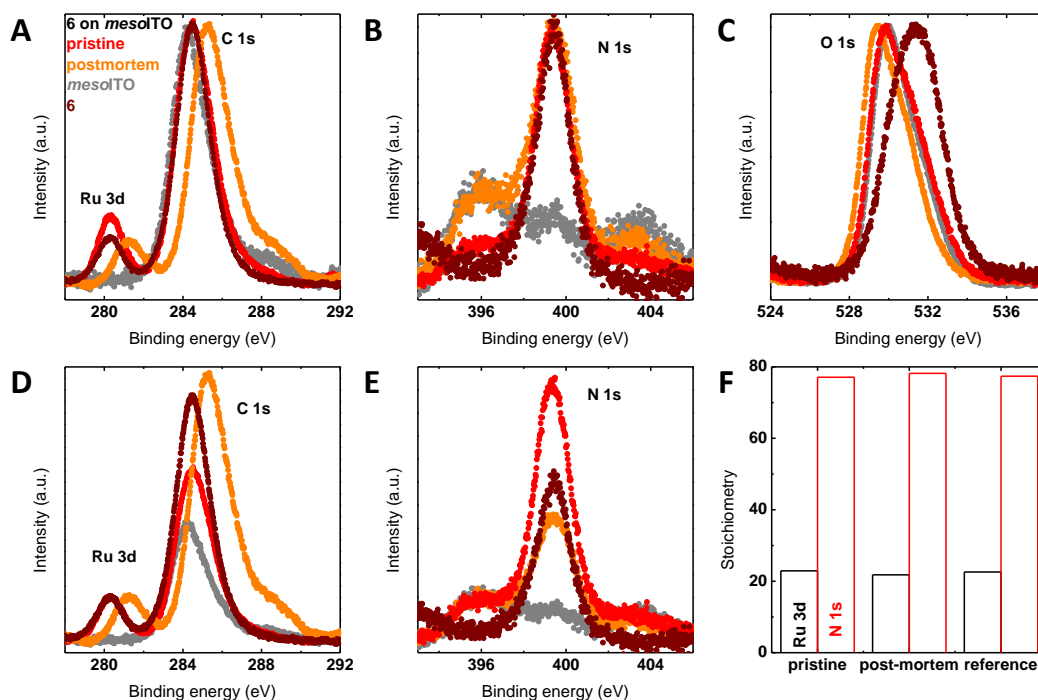 A
6 on mesoITO
pristine
postmortem
mesoITO
6
C 1s
Ru 3d
Intensity (a.u.)
280 284 288 292
Binding energy (eV)
B
N 1s
Intensity (a.u.)
396 400 404
Binding energy (eV)
C
O 1s
Intensity (a.u.)
524 528 532 536
Binding energy (eV)
D
C 1s
Ru 3d
Intensity (a.u.)
280 284 288 292
Binding energy (eV)
E
N 1s
Intensity (a.u.)
396 400 404
Binding energy (eV)
F
Stoichiometry
80
60
40
20
0
Ru 3d
N 1s
pristine post-mortem reference